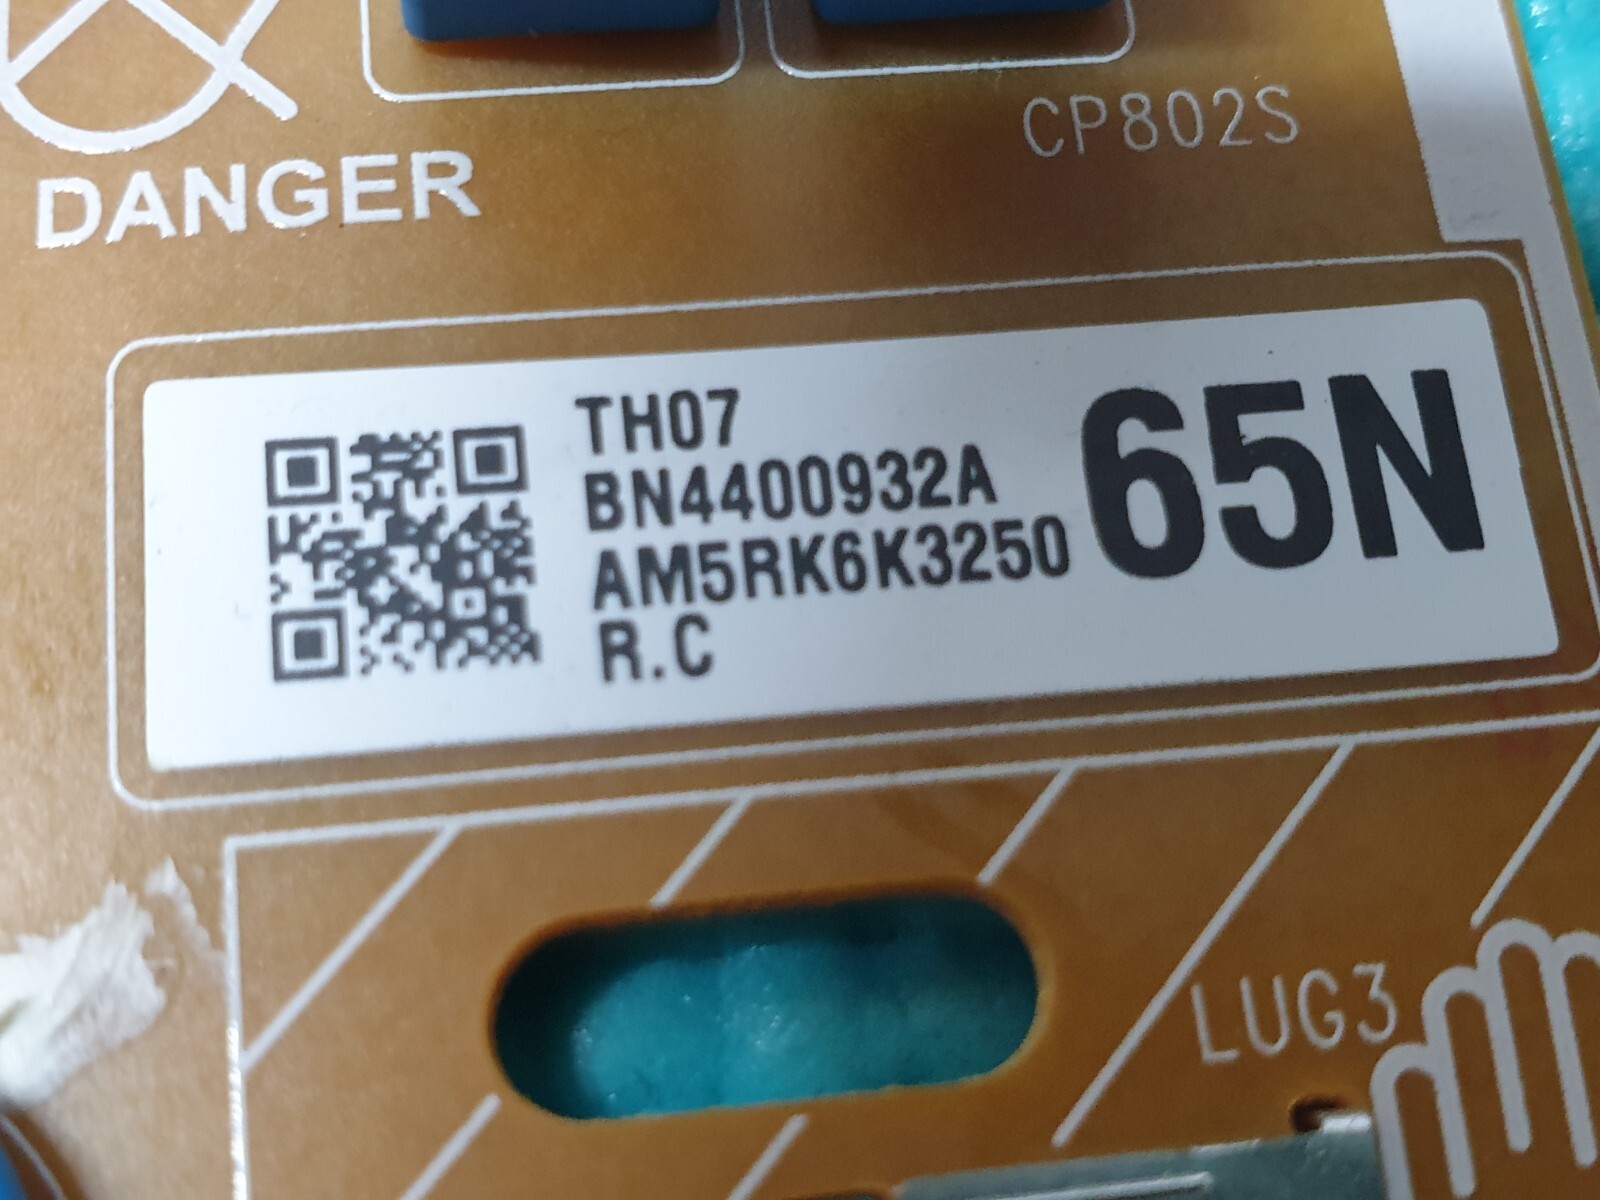 CP802S
DANGER
TH07
BN4400932A
AM5RK6K3250
R.C
65N
LUG3